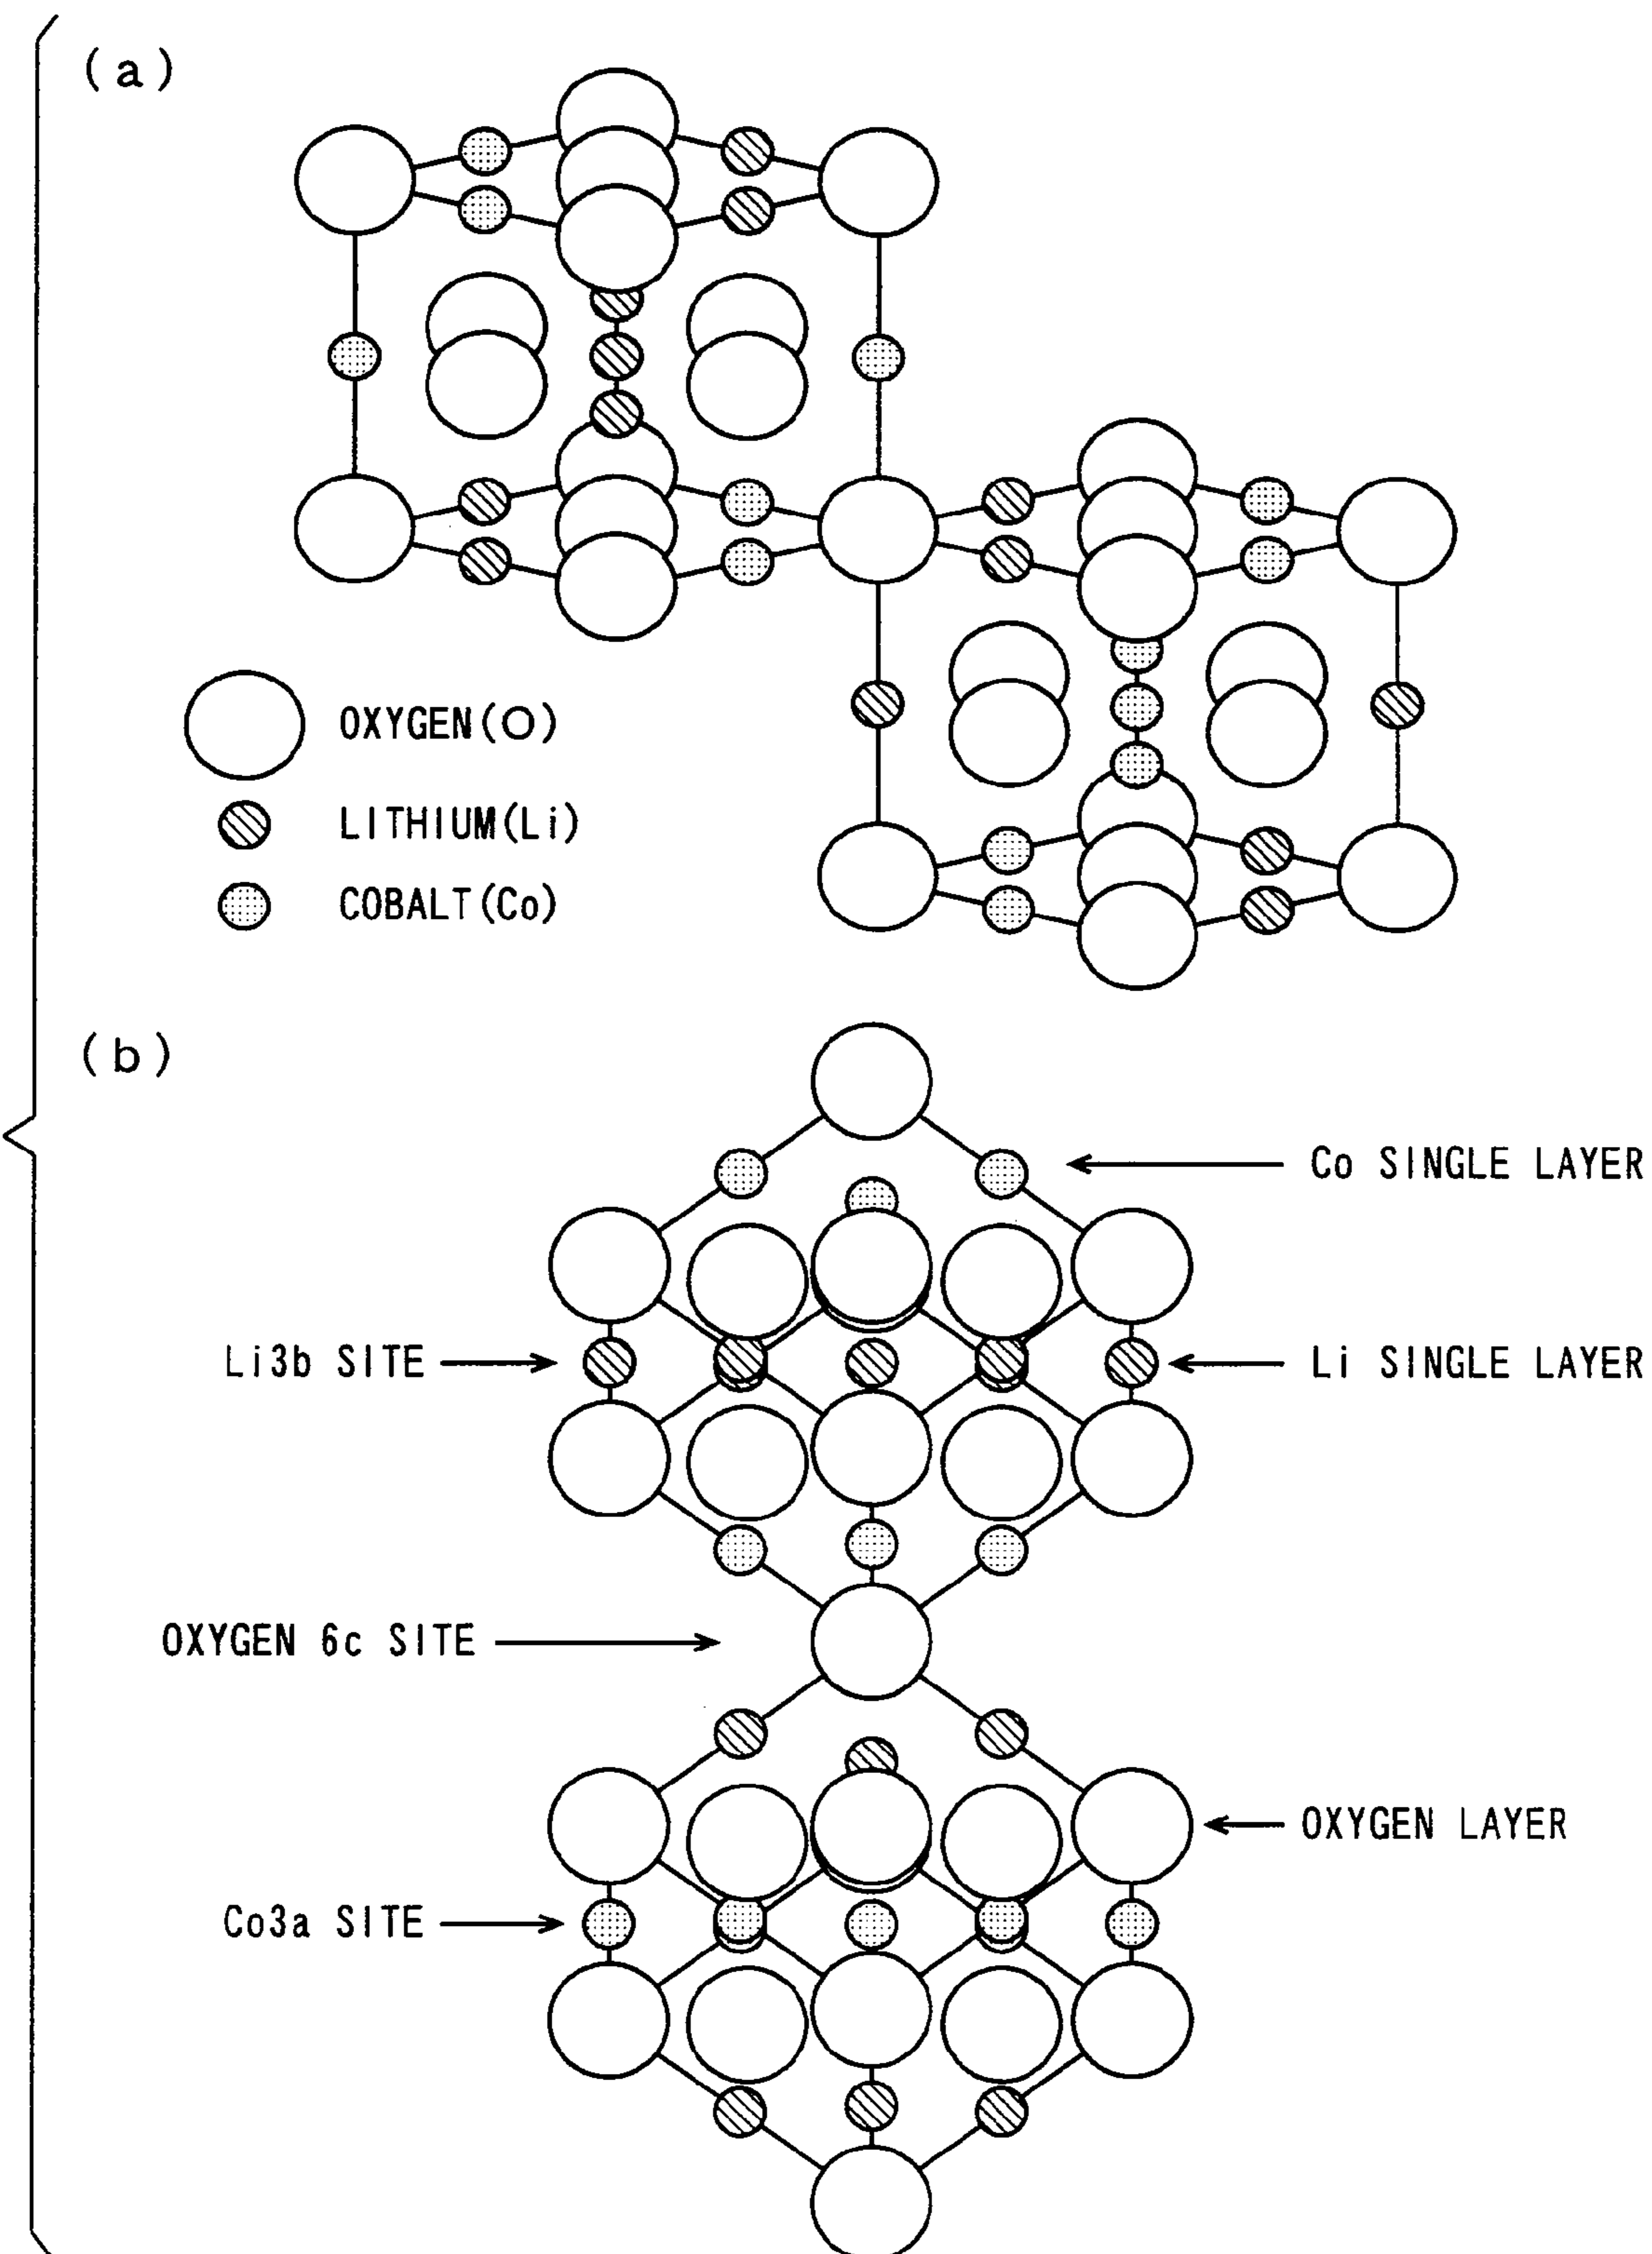 (a)
OXYGEN(O)
LITHIUM(Li)
COBALT(Co)
(b)
Co SINGLE LAYER
Li3b SITE
Li SINGLE LAYER
OXYGEN 6c SITE
OXYGEN LAYER
Co3a SITE